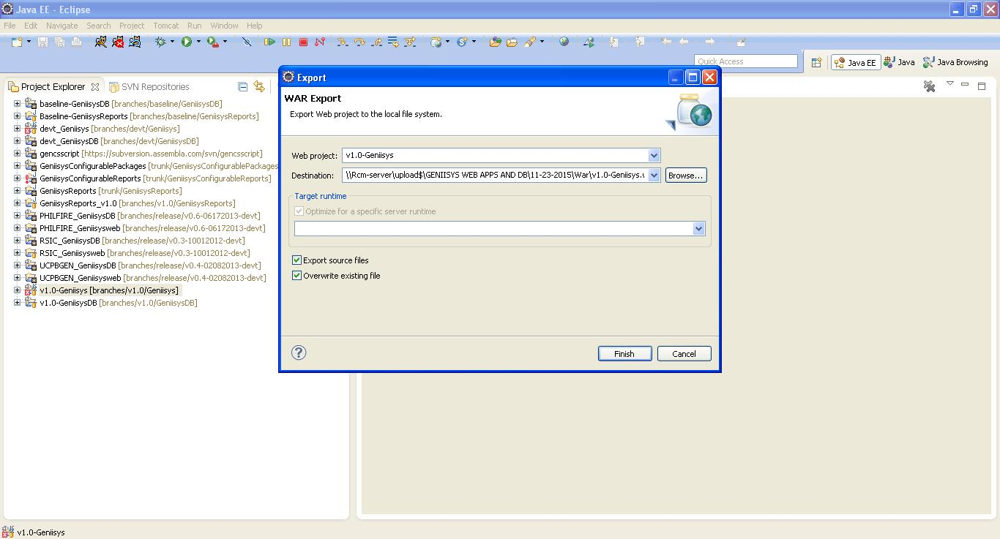 Java EE - Eclipse
File Edit Navigate Search Project Tomcat Run Window Help
Quick Access
Java EE Java Java Browsing
Project Explorer SVN Repositories
baseline-GeniisysDB [branches/baseline/GeniisysDB]
Baseline-GeniisysReports [branches/baseline/GeniisysReports]
devt_Geniisys [branches/devt/Geniisys]
devt_GeniisysDB [branches/devt/GeniisysDB]
gencsscript [https://subversion.assembla.com/svn/gencsscript]
GeniisysConfigurablePackages [trunk/GeniisysConfigurablePackages
GeniisysConfigurableReports [trunk/GeniisysConfigurableReports]
GeniisysReports [trunk/GeniisysReports]
GeniisysReports_v1.0 [branches/v1.0/GeniisysReports]
PHILFIRE_GeniisysDB [branches/release/v0.6-06172013-devt]
PHILFIRE_Geniisysweb [branches/release/v0.6-06172013-devt]
RSIC_GeniisysDB [branches/release/v0.3-10012012-devt]
RSIC_Geniisysweb [branches/release/v0.3-10012012-devt]
UCPBGEN_GeniisysDB [branches/release/v0.4-02082013-devt]
UCPBGEN_Geniisysweb [branches/release/v0.4-02082013-devt]
v1.0-Geniisys [branches/v1.0/Geniisys]
v1.0-GeniisysDB [branches/v1.0/GeniisysDB]
Export
WAR Export
Export Web project to the local file system.
Web project: v1.0-Geniisys
Destination: \\Rcm-server\upload$\GENIISYS WEB APPS AND DB\11-23-2015\War\v1.0-Geniisys. Browse...
Target runtime
Optimize for a specific server runtime
Export source files
Overwrite existing file
? Finish Cancel
v1.0-Geniisys